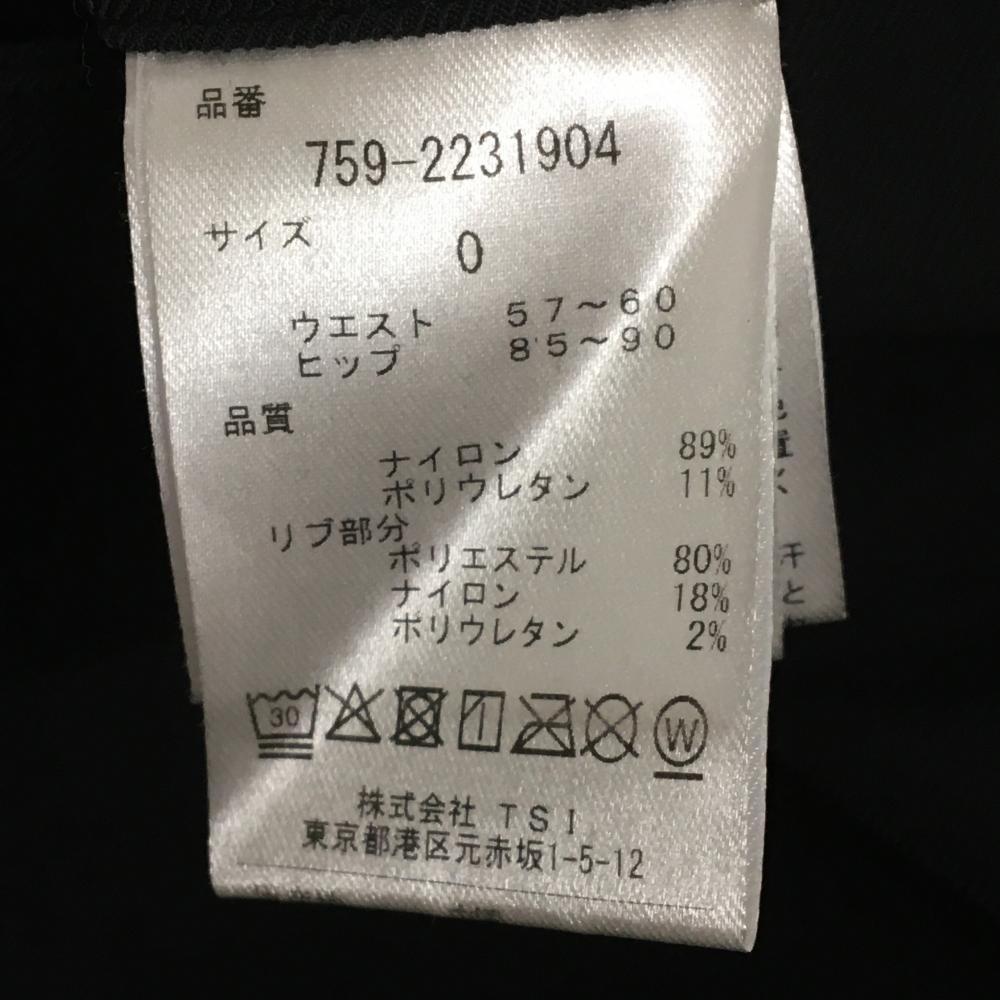 品番
759-2231904
サイズ 0
ウエスト 57～60
ヒップ 85～90
品質
ナイロン 89%
ポリウレタン 11%
リブ部分
ポリエステル 80%
ナイロン 18%
ポリウレタン 2%
30 W
株式会社 TSI
東京都港区元赤坂1-5-12
汗
と